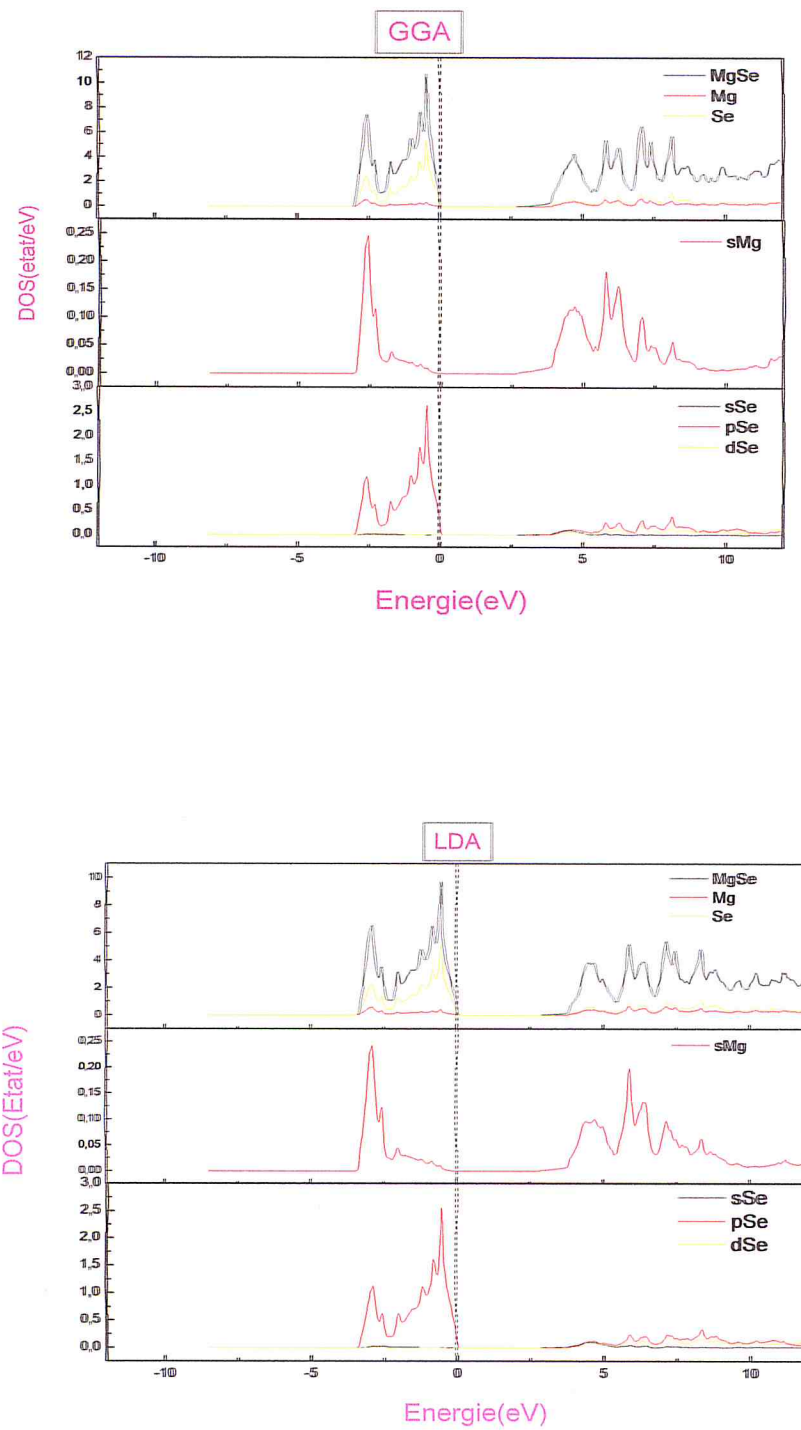 GGA
12
10
8
6
4
2
0
MgSe
Mg
Se
0,25
0,20
0,15
0,10
0,05
0,00
sMg
3,0
2,5
2,0
1,5
1,0
0,5
0,0
sSe
pSe
dSe
-10 -5 0 5 10
DOS(etat/eV)
Energie(eV)
LDA
10
8
6
4
2
0
MgSe
Mg
Se
0,25
0,20
0,15
0,10
0,05
0,00
sMg
3,0
2,5
2,0
1,5
1,0
0,5
0,0
sSe
pSe
dSe
-10 -5 0 5 10
DOS(Etat/eV)
Energie(eV)